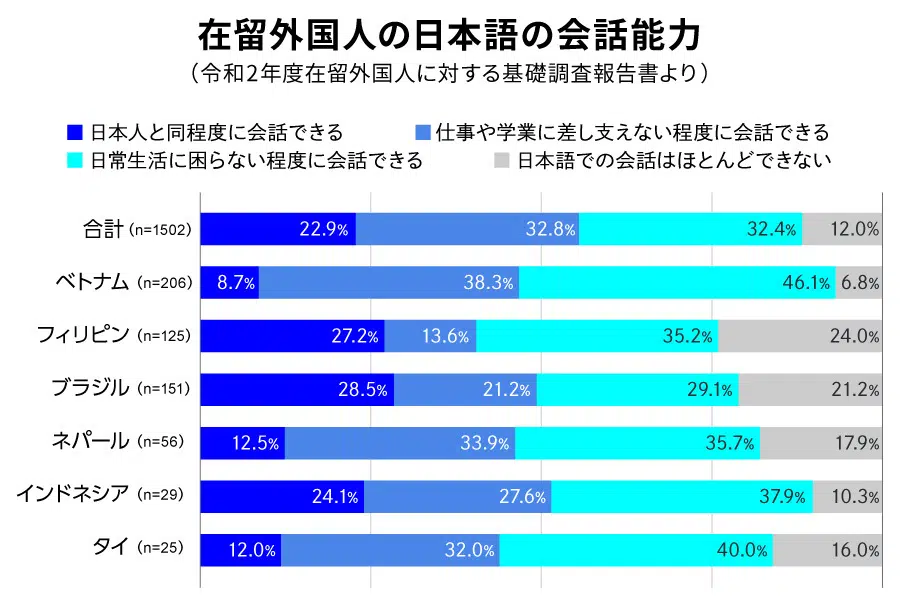 在留外国人の日本語の会話能力
（令和2年度在留外国人に対する基礎調査報告書より）
日本人と同程度に会話できる 仕事や学業に差し支えない程度に会話できる
日常生活に困らない程度に会話できる 日本語での会話はほとんどできない
合計（n=1502） 22.9% 32.8% 32.4% 12.0%
ベトナム（n=206） 8.7% 38.3% 46.1% 6.8%
フィリピン（n=125） 27.2% 13.6% 35.2% 24.0%
ブラジル（n=151） 28.5% 21.2% 29.1% 21.2%
ネパール（n=56） 12.5% 33.9% 35.7% 17.9%
インドネシア（n=29） 24.1% 27.6% 37.9% 10.3%
タイ（n=25） 12.0% 32.0% 40.0% 16.0%